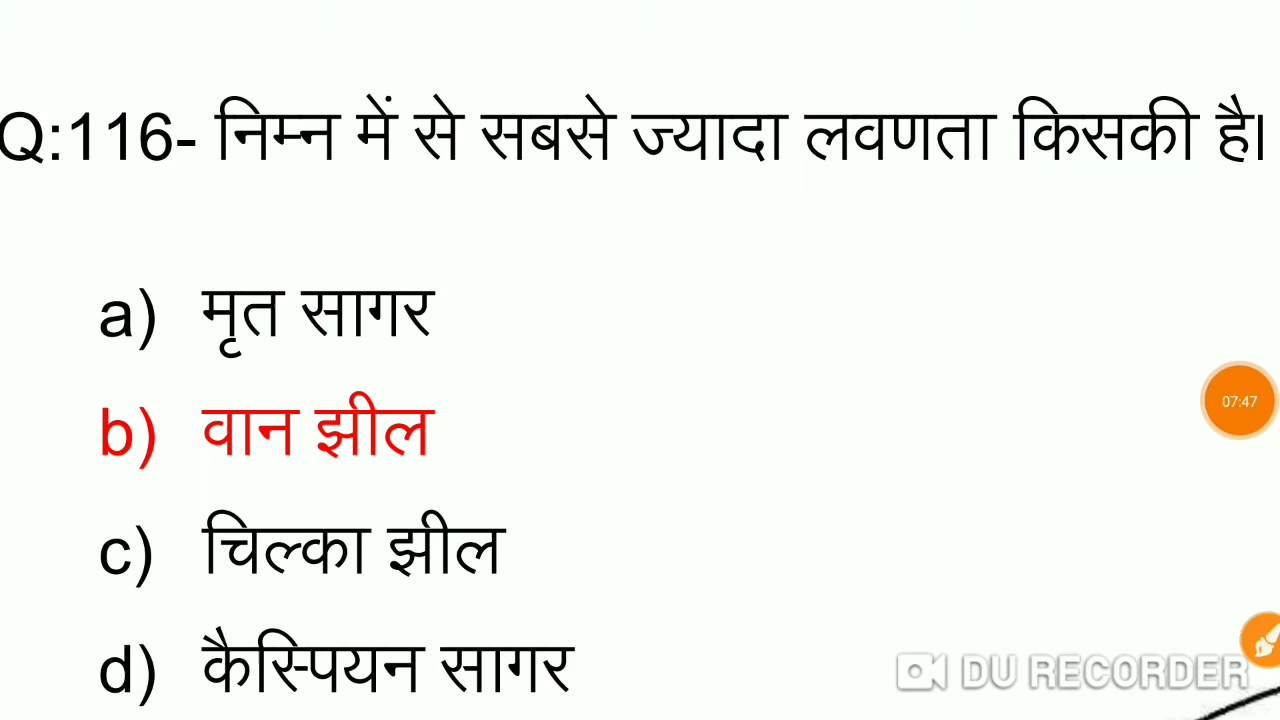 Q:116- निम्न में से सबसे ज्यादा लवणता किसकी है।
a) मृत सागर
b) वान झील
07:47
c) चिल्का झील
d) कैस्पियन सागर
DU RECORDER